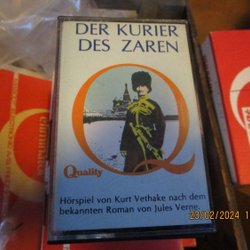 DER KURIER
DES ZAREN
Quality
Hörspiel von Kurt Vethake nach dem
bekannten Roman von Jules Verne.
23/02/2024